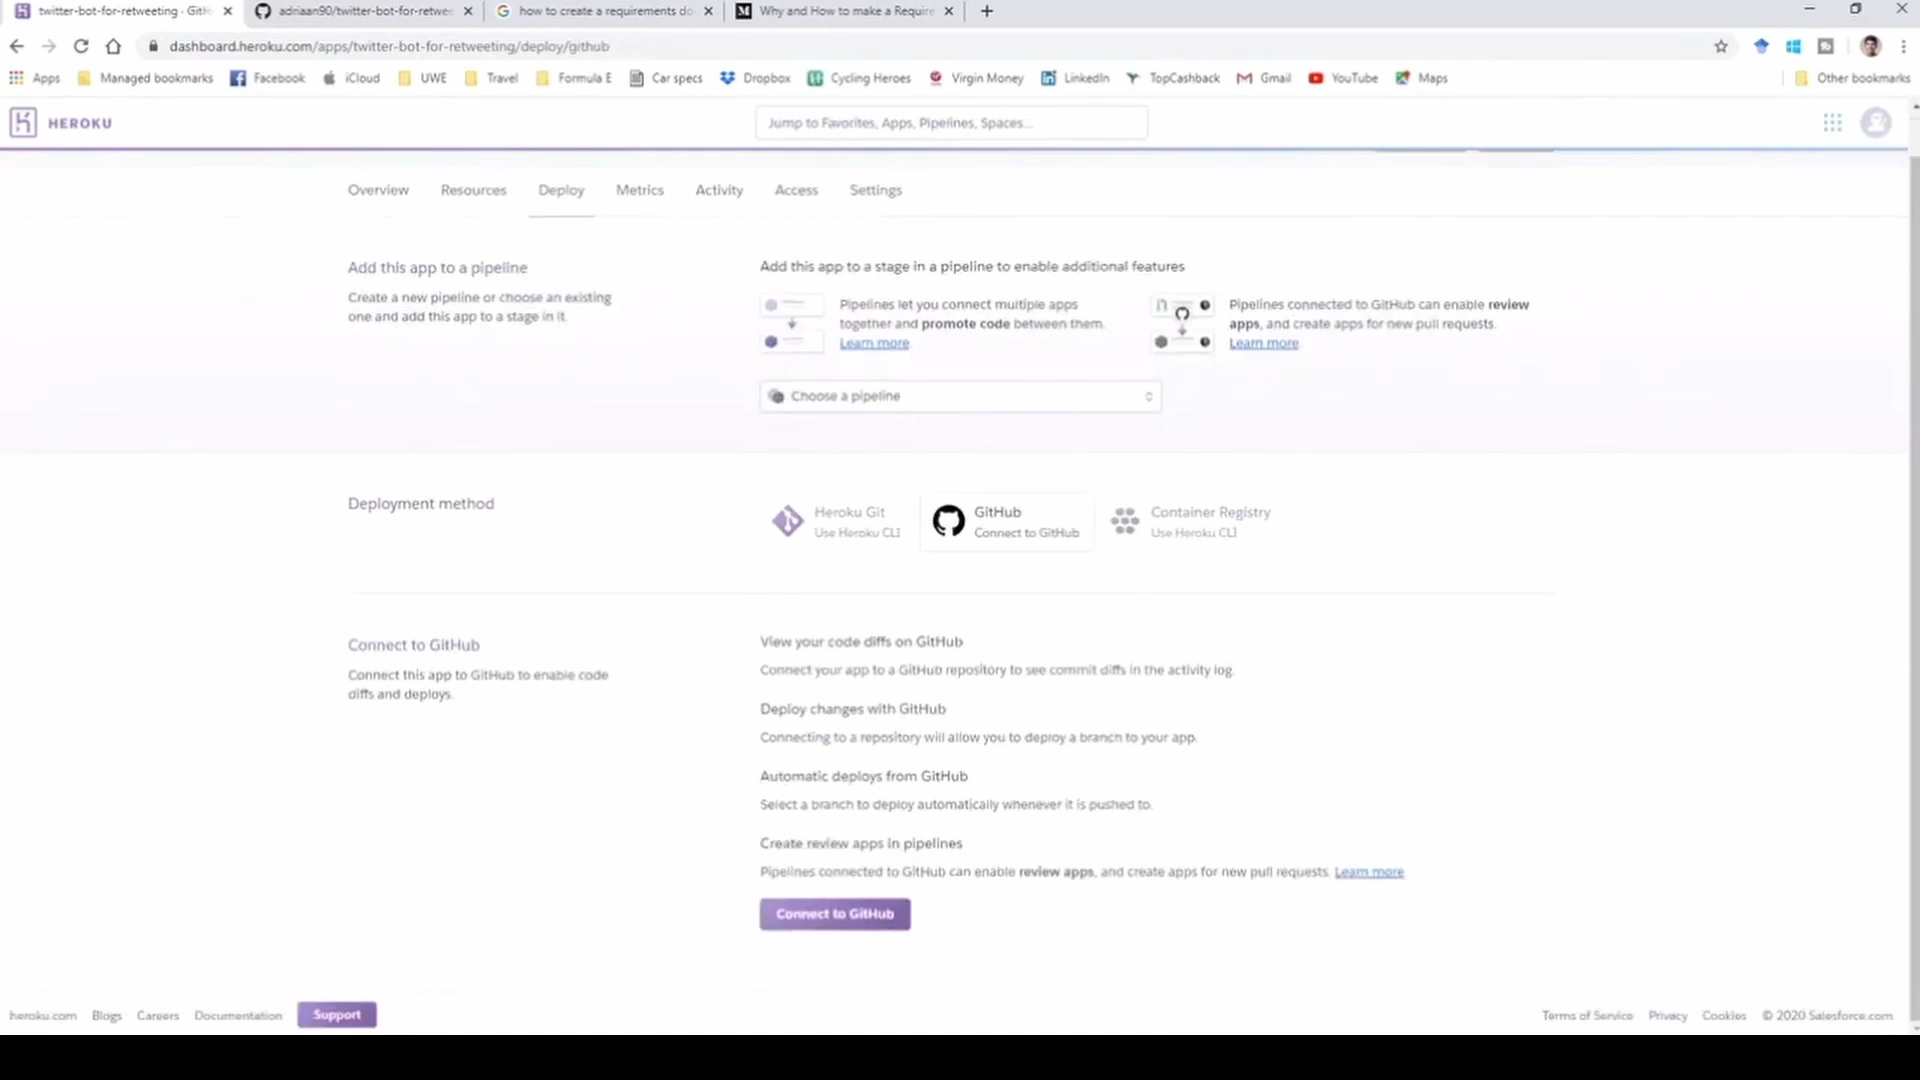 twitter-bot-for-retweeting · GitH
adriaan90/twitter-bot-for-retwee
how to create a requirements do
Why and How to make a Require
dashboard.heroku.com/apps/twitter-bot-for-retweeting/deploy/github
Apps Managed bookmarks Facebook iCloud UWE Travel Formula E Car specs Dropbox Cycling Heroes Virgin Money LinkedIn TopCashback Gmail YouTube Maps Other bookmarks
HEROKU
Jump to Favorites, Apps, Pipelines, Spaces...
Overview Resources Deploy Metrics Activity Access Settings
Add this app to a pipeline
Create a new pipeline or choose an existing
one and add this app to a stage in it.
Add this app to a stage in a pipeline to enable additional features
Pipelines let you connect multiple apps
together and promote code between them.
Learn more.
Pipelines connected to GitHub can enable review
apps, and create apps for new pull requests.
Learn more
Choose a pipeline
Deployment method
Heroku Git
Use Heroku CLI
GitHub
Connect to GitHub
Container Registry
Use Heroku CLI
Connect to GitHub
Connect this app to GitHub to enable code
diffs and deploys.
View your code diffs on GitHub
Connect your app to a GitHub repository to see commit diffs in the activity log.
Deploy changes with GitHub
Connecting to a repository will allow you to deploy a branch to your app.
Automatic deploys from GitHub
Select a branch to deploy automatically whenever it is pushed to.
Create review apps in pipelines
Pipelines connected to GitHub can enable review apps, and create apps for new pull requests. Learn more
Connect to GitHub
heroku.com Blogs Careers Documentation Support
Terms of Service Privacy Cookies © 2020 Salesforce.com